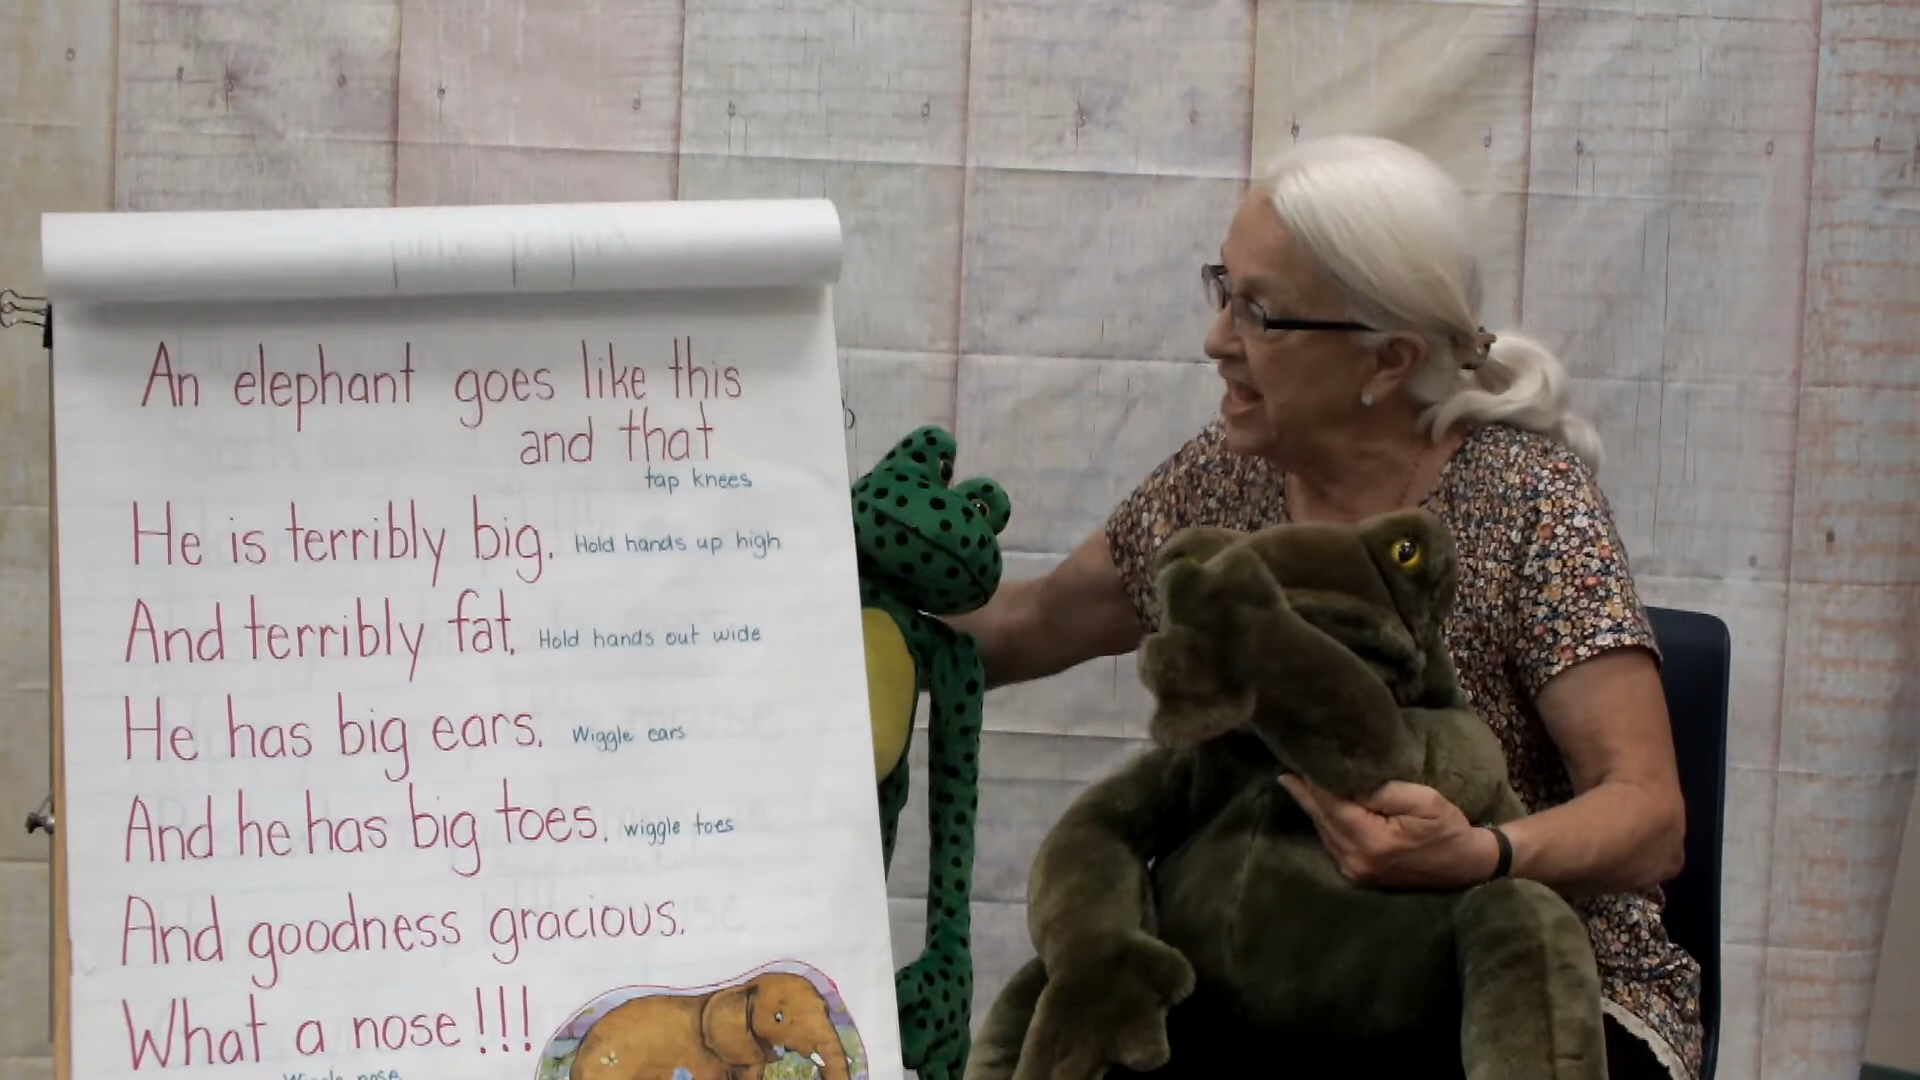 An elephant goes like this
and that
tap knees
He is terribly big. Hold hands up high
And terribly fat. Hold hands out wide
He has big ears. Wiggle ears
And he has big toes. wiggle toes
And goodness gracious.
What a nose!!!
Wiggle nose.